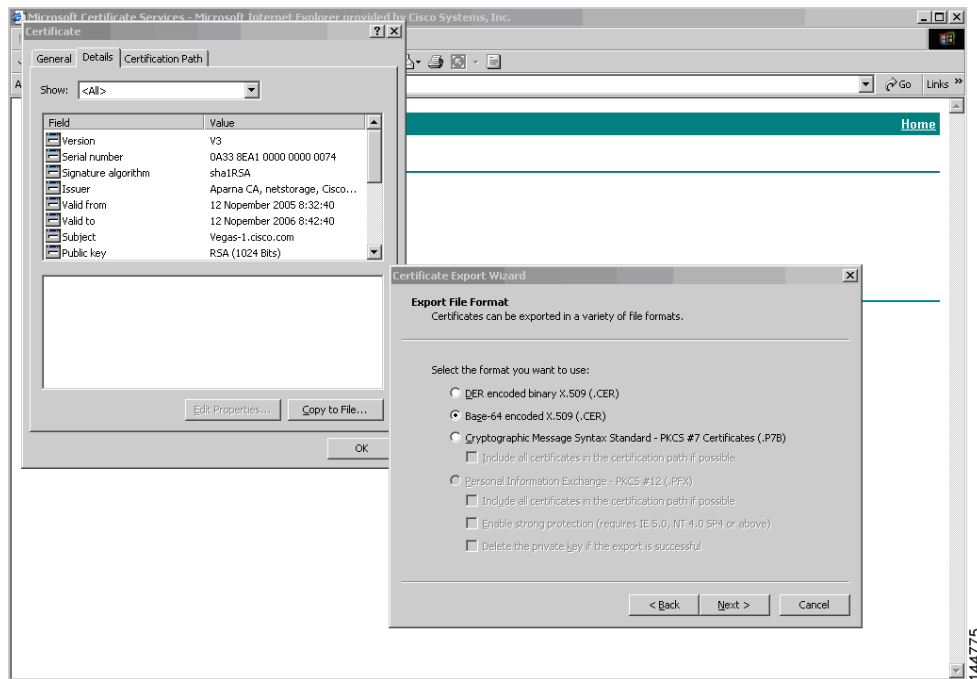 Microsoft Certificate Services - Microsoft Internet Explorer provided by Cisco Systems, Inc.
Certificate
General Details Certification Path
Show: <All>
Field Value
Version V3
Serial number 0A33 8EA1 0000 0000 0074
Signature algorithm sha1RSA
Issuer Aparna CA, netstorage, Cisco...
Valid from 12 Nopember 2005 8:32:40
Valid to 12 Nopember 2006 8:42:40
Subject Vegas-1.cisco.com
Public key RSA (1024 Bits)
Edit Properties... Copy to File...
OK
Go Links »
Home
Certificate Export Wizard
Export File Format
Certificates can be exported in a variety of file formats.
Select the format you want to use:
DER encoded binary X.509 (.CER)
Base-64 encoded X.509 (.CER)
Cryptographic Message Syntax Standard - PKCS #7 Certificates (.P7B)
Include all certificates in the certification path if possible
Personal Information Exchange - PKCS #12 (.PFX)
Include all certificates in the certification path if possible
Enable strong protection (requires IE 5.0, NT 4.0 SP4 or above)
Delete the private key if the export is successful
< Back Next > Cancel
144775